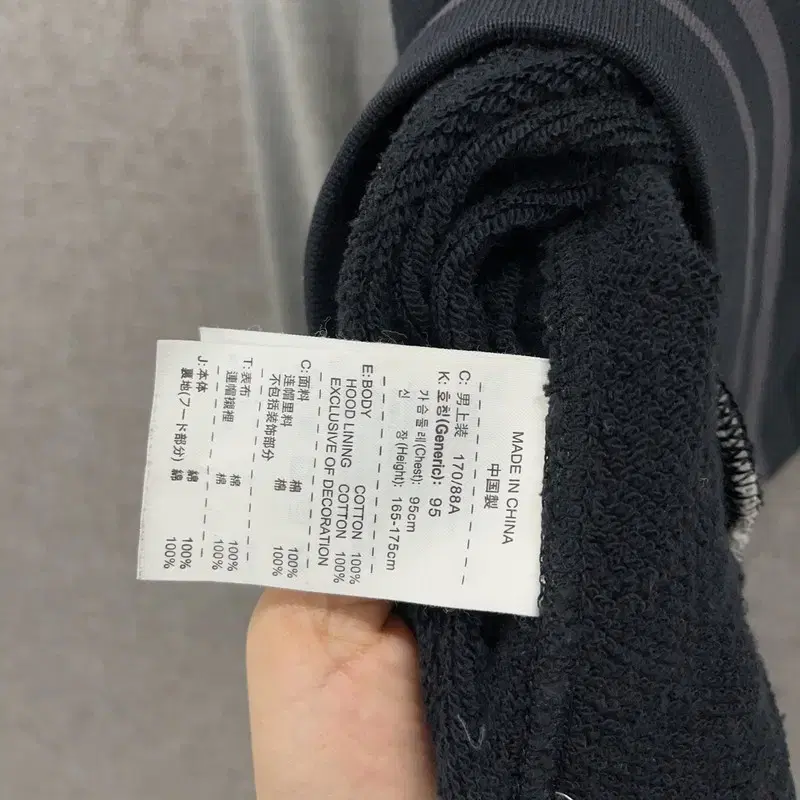 MADE IN CHINA
中国製
C: 男上装 170/88A
K: 호칭(Generic): 95
가슴둘레(Chest): 95cm
신 장(Height): 165-175cm
E:BODY COTTON 100%
HOOD LINING COTTON 100%
EXCLUSIVE OF DECORATION
C:面料 棉 100%
连帽里料 棉 100%
不包括装饰部分
T:表布 棉 100%
連帽襯裡 棉 100%
J:本体 綿 100%
裏地(フード部分) 綿 100%